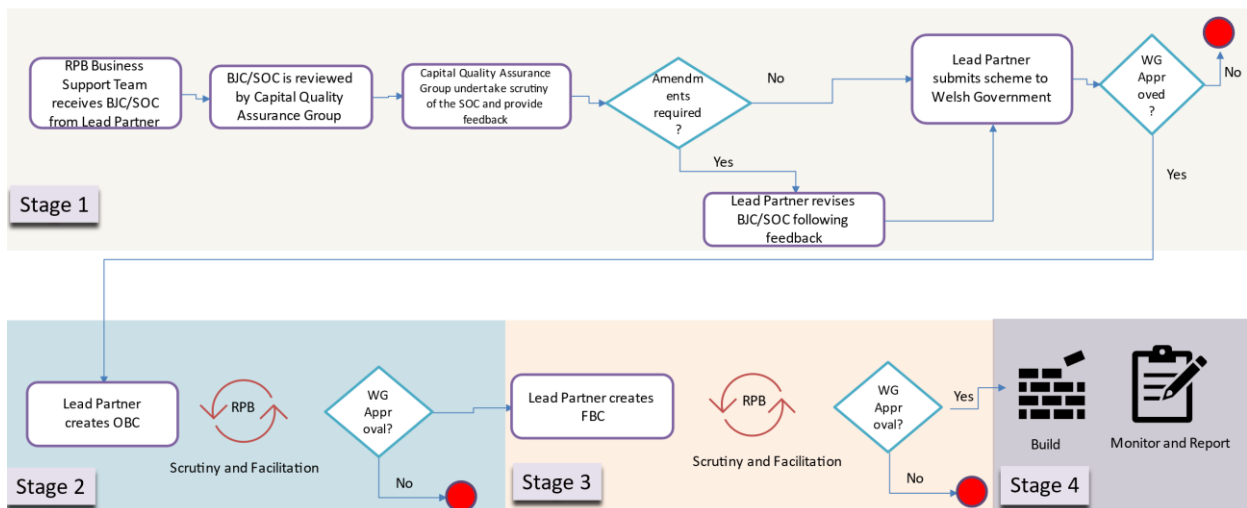 RPB Business
Support Team
receives BJC/SOC
from Lead Partner
BJC/SOC is reviewed
by Capital Quality
Assurance Group
Capital Quality Assurance
Group undertake scrutiny
of the SOC and provide
feedback
Amendm
ents
required
?
No
Yes
Lead Partner revises
BJC/SOC following
feedback
Lead Partner
submits scheme to
Welsh Government
WG
Appr
oved
?
No
Yes
Stage 1
Lead Partner
creates OBC
RPB
Scrutiny and Facilitation
WG
Appr
oval?
No
Stage 2
Lead Partner creates
FBC
RPB
Scrutiny and Facilitation
WG
Appr
oval?
Yes
No
Stage 3
Build
Monitor and Report
Stage 4